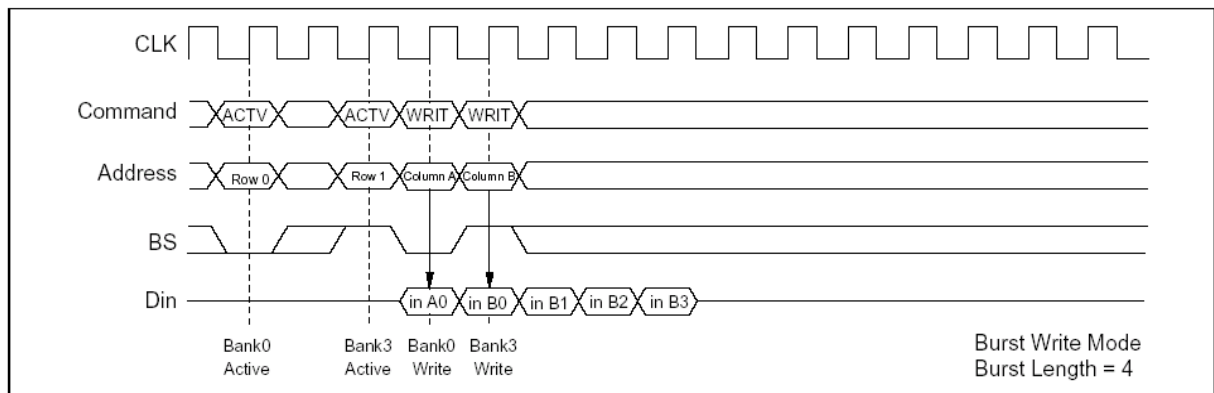 CLK
Command ACTV ACTV WRIT WRIT
Address Row 0 Row 1 Column A Column B
BS
Din in A0 in B0 in B1 in B2 in B3
Bank0 Bank3 Bank0 Bank3
Active Active Write Write
Burst Write Mode
Burst Length = 4